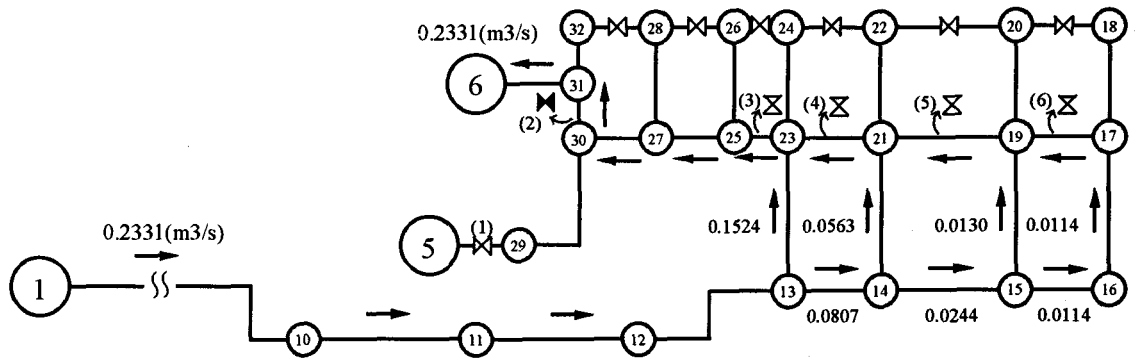 32 28 26 24 22 20 18
0.2331(m3/s)
6 31
(2) (3) (4) (5) (6)
30 27 25 23 21 19 17
0.1524 0.0563 0.0130 0.0114
5 (1) 29
0.2331(m3/s)
1
13 14 15 16
0.0807 0.0244 0.0114
10 11 12